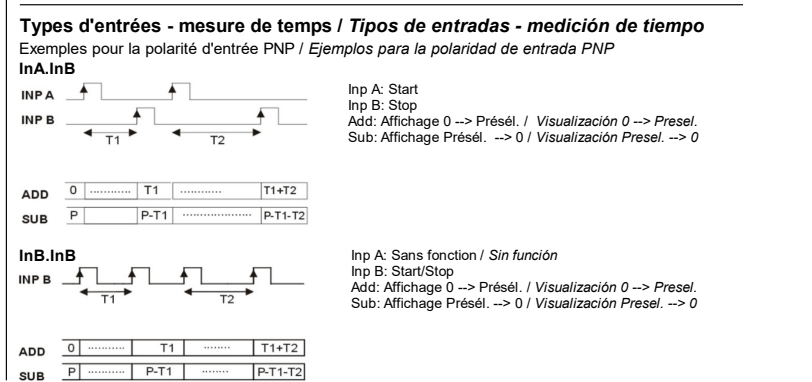 Types d'entrées - mesure de temps / Tipos de entradas - medición de tiempo
Exemples pour la polarité d'entrée PNP / Ejemplos para la polaridad de entrada PNP
InA.InB
INP A
INP B
T1 T2
Inp A: Start
Inp B: Stop
Add: Affichage 0 --> Présél. / Visualización 0 --> Presel.
Sub: Affichage Présél. --> 0 / Visualización Presel. --> 0
ADD 0 ............ T1 ............ T1+T2
SUB P P-T1 .................... P-T1-T2
InB.InB
INP B
T1 T2
Inp A: Sans fonction / Sin función
Inp B: Start/Stop
Add: Affichage 0 --> Présél. / Visualización 0 --> Presel.
Sub: Affichage Présél. --> 0 / Visualización Presel. --> 0
ADD 0 ........... T1 ........ T1+T2
SUB P ........... P-T1 ........ P-T1-T2